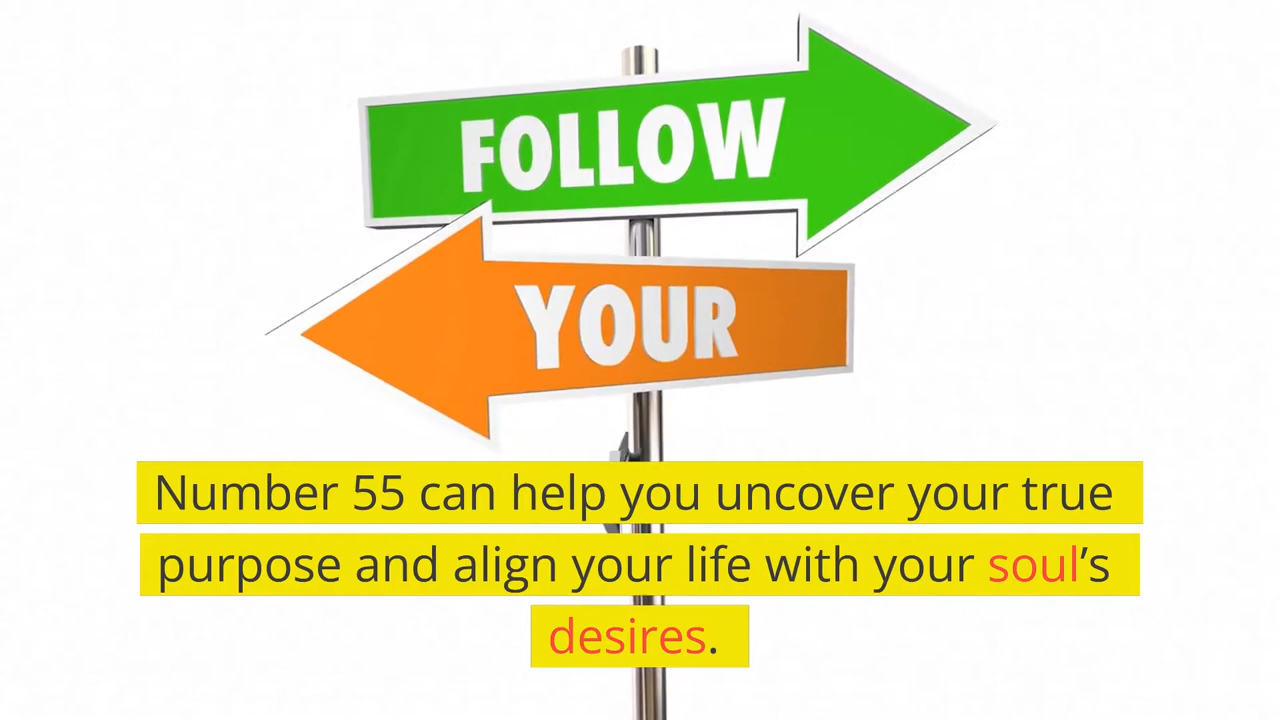 FOLLOW
YOUR
Number 55 can help you uncover your true
purpose and align your life with your soul’s
desires.